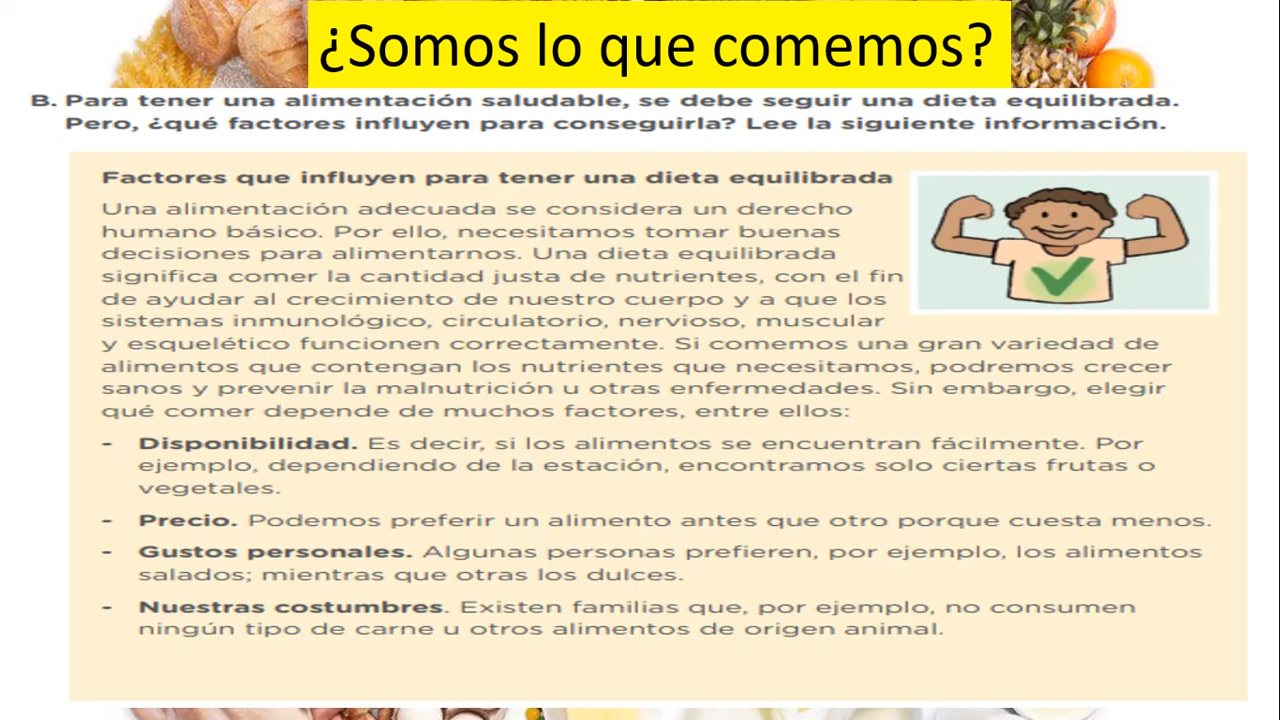 ¿Somos lo que comemos?
B. Para tener una alimentación saludable, se debe seguir una dieta equilibrada.
Pero, ¿qué factores influyen para conseguirla? Lee la siguiente información.
Factores que influyen para tener una dieta equilibrada
Una alimentación adecuada se considera un derecho
humano básico. Por ello, necesitamos tomar buenas
decisiones para alimentarnos. Una dieta equilibrada
significa comer la cantidad justa de nutrientes, con el fin
de ayudar al crecimiento de nuestro cuerpo y a que los
sistemas inmunológico, circulatorio, nervioso, muscular
y esquelético funcionen correctamente. Si comemos una gran variedad de
alimentos que contengan los nutrientes que necesitamos, podremos crecer
sanos y prevenir la malnutrición u otras enfermedades. Sin embargo, elegir
qué comer depende de muchos factores, entre ellos:
- Disponibilidad. Es decir, si los alimentos se encuentran fácilmente. Por
ejemplo, dependiendo de la estación, encontramos solo ciertas frutas o
vegetales.
- Precio. Podemos preferir un alimento antes que otro porque cuesta menos.
- Gustos personales. Algunas personas prefieren, por ejemplo, los alimentos
salados; mientras que otras los dulces.
- Nuestras costumbres. Existen familias que, por ejemplo, no consumen
ningún tipo de carne u otros alimentos de origen animal.